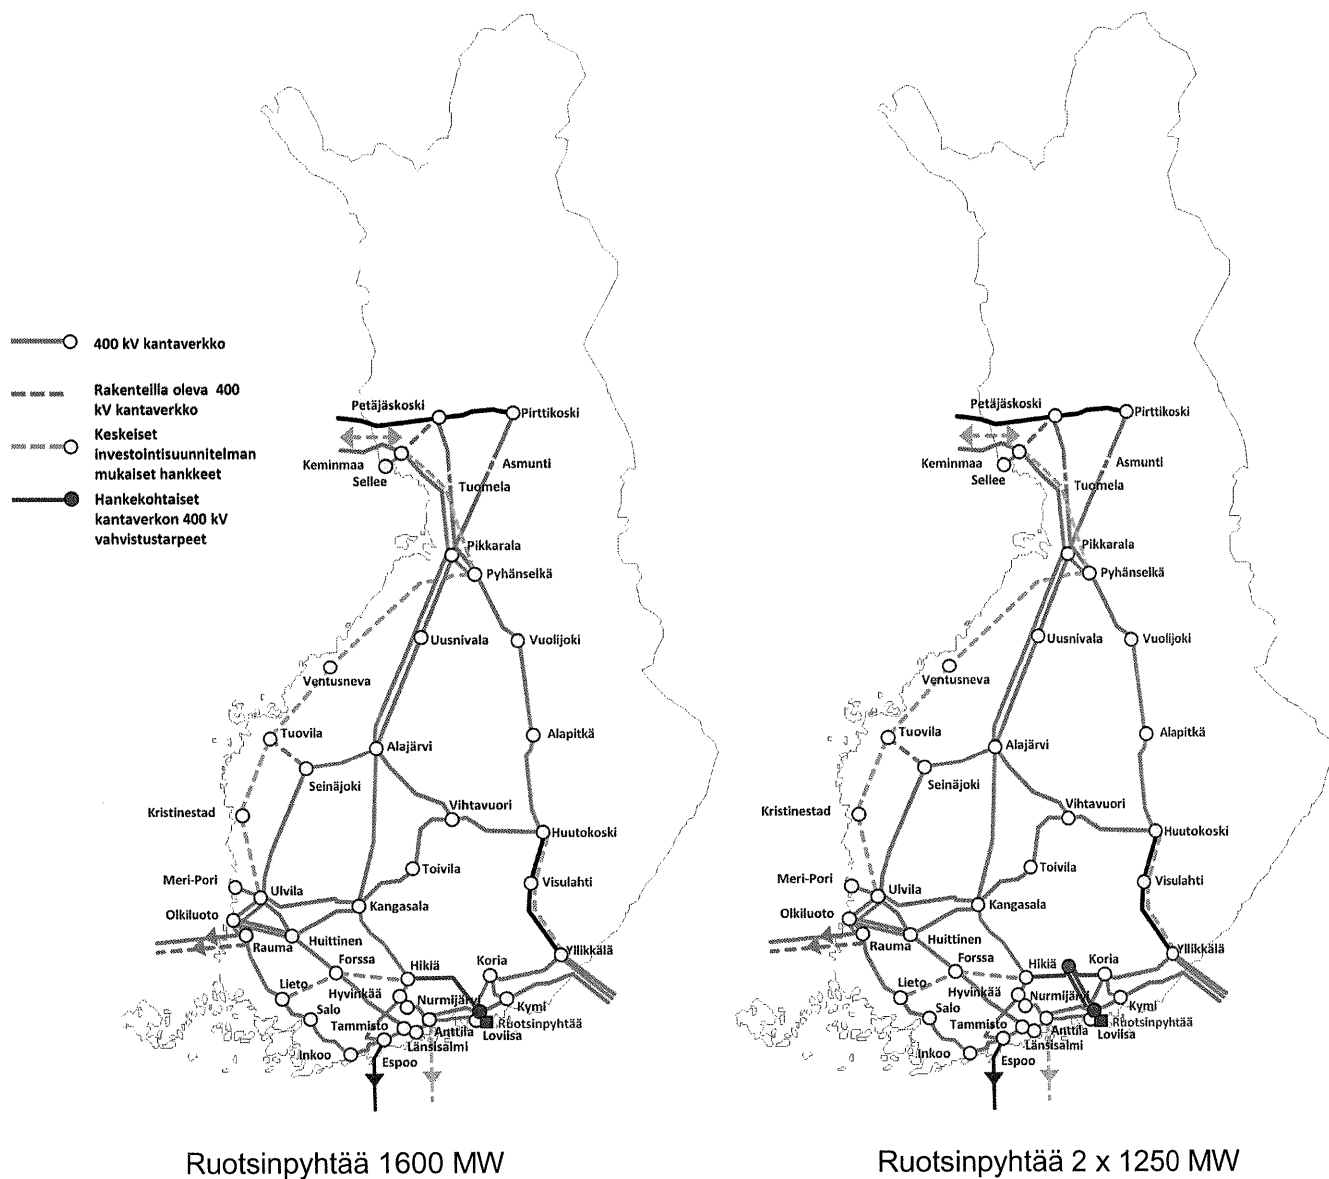 400 kV kantaverkko
Rakenteilla oleva 400
kV kantaverkko
Keskeiset
investointisuunnitelman
mukaiset hankkeet
Hankekohtaiset
kantaverkon 400 kV
vahvistustarpeet
Petäjäskoski
Pirttikoski
Keminmaa
Sellee
Asmunti
Tuomela
Pikkarala
Pyhänselkä
Uusnivala
Vuolijoki
Ventusneva
Tuovila
Alajärvi
Alapitkä
Seinäjoki
Kristinestad
Vihtavuori
Huutokoski
Toivila
Meri-Pori
Ulvila
Visulahti
Kangasala
Olkiluoto
Rauma
Huittinen
Yllikkälä
Forssa
Hikiä
Koria
Lieto
Hyvinkää
Nurmijärvi
Kymi
Salo
Tammisto
Anttila
Ruotsinpyhtää
Loviisa
Länsisalmi
Inkoo
Espoo
Ruotsinpyhtää 1600 MW
Petäjäskoski
Pirttikoski
Keminmaa
Sellee
Asmunti
Tuomela
Pikkarala
Pyhänselkä
Uusnivala
Vuolijoki
Ventusneva
Tuovila
Alajärvi
Alapitkä
Seinäjoki
Kristinestad
Vihtavuori
Huutokoski
Toivila
Meri-Pori
Ulvila
Visulahti
Kangasala
Olkiluoto
Rauma
Huittinen
Yllikkälä
Forssa
Hikiä
Koria
Lieto
Hyvinkää
Nurmijärvi
Kymi
Salo
Tammisto
Anttila
Ruotsinpyhtää
Loviisa
Länsisalmi
Inkoo
Espoo
Ruotsinpyhtää 2 x 1250 MW